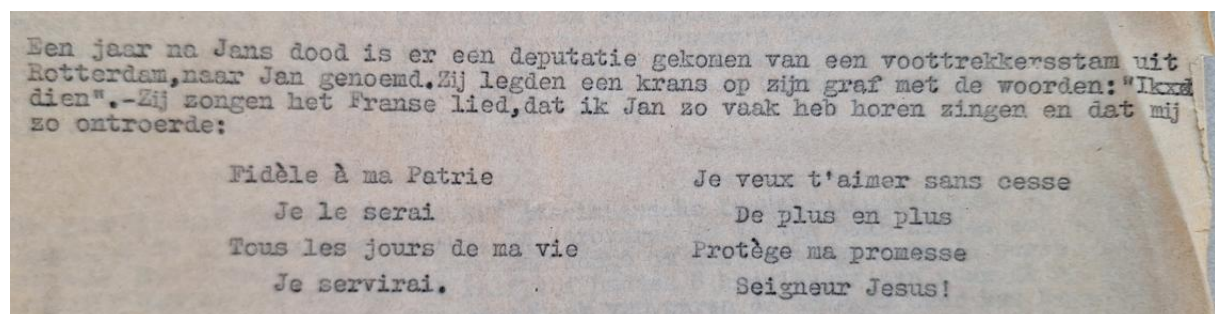 Een jaar na Jans dood is er een deputatie gekomen van een voottrekkersstam uit
Rotterdam,naar Jan genoemd.Zij legden een krans op zijn graf met de woorden:"Ikxd
dien".-Zij zongen het Franse lied,dat ik Jan zo vaak heb horen zingen en dat mij
zo ontroerde:
Fidèle à ma Patrie
Je le serai
Tous les jours de ma vie
Je servirai.
Je veux t'aimer sans cesse
De plus en plus
Protège ma promesse
Seigneur Jesus!